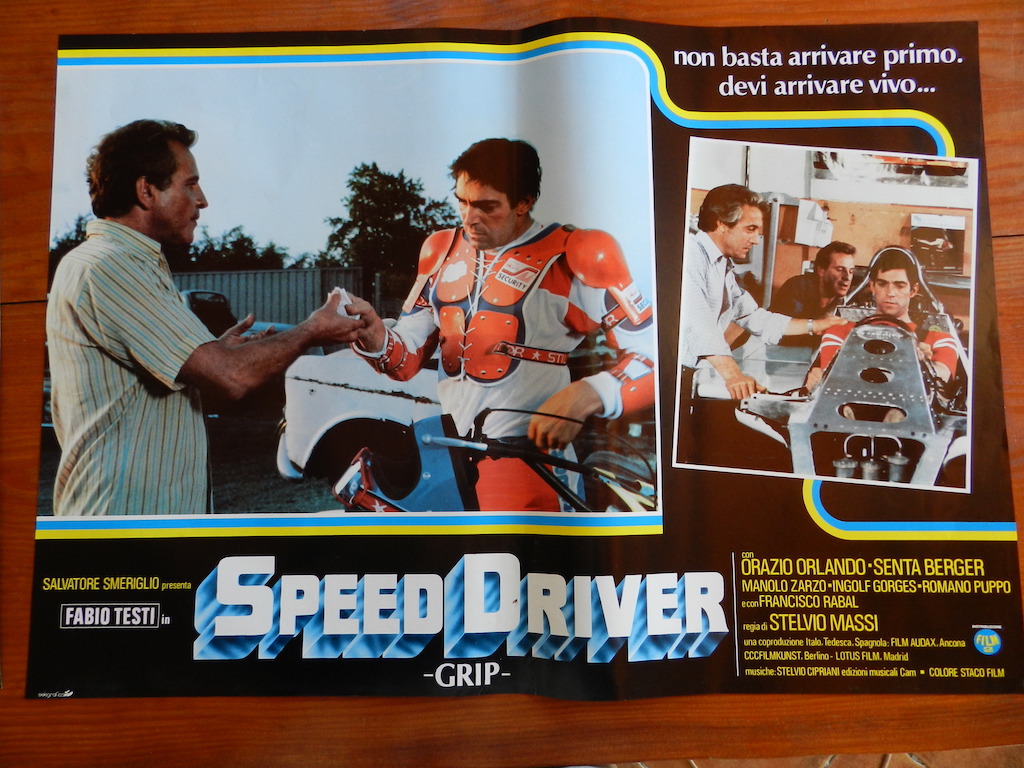 non basta arrivare primo.
devi arrivare vivo...
SECURITY
SALVATORE SMERIGLIO presenta
FABIO TESTI in
SPEED DRIVER
-GRIP-
con
ORAZIO ORLANDO • SENTA BERGER
MANOLO ZARZO • INGOLF GORGES • ROMANO PUPPO
e con FRANCISCO RABAL
regia di STELVIO MASSI
una coproduzione Italo. Tedesca. Spagnola: FILM AUDAX. Ancona
CCCFILMKUNST. Berlino - LOTUS FILM. Madrid
musiche: STELVIO CIPRIANI edizioni musicali Cam ▪ COLORE STACO FILM
DISTRIBUZIONE
FILM
2